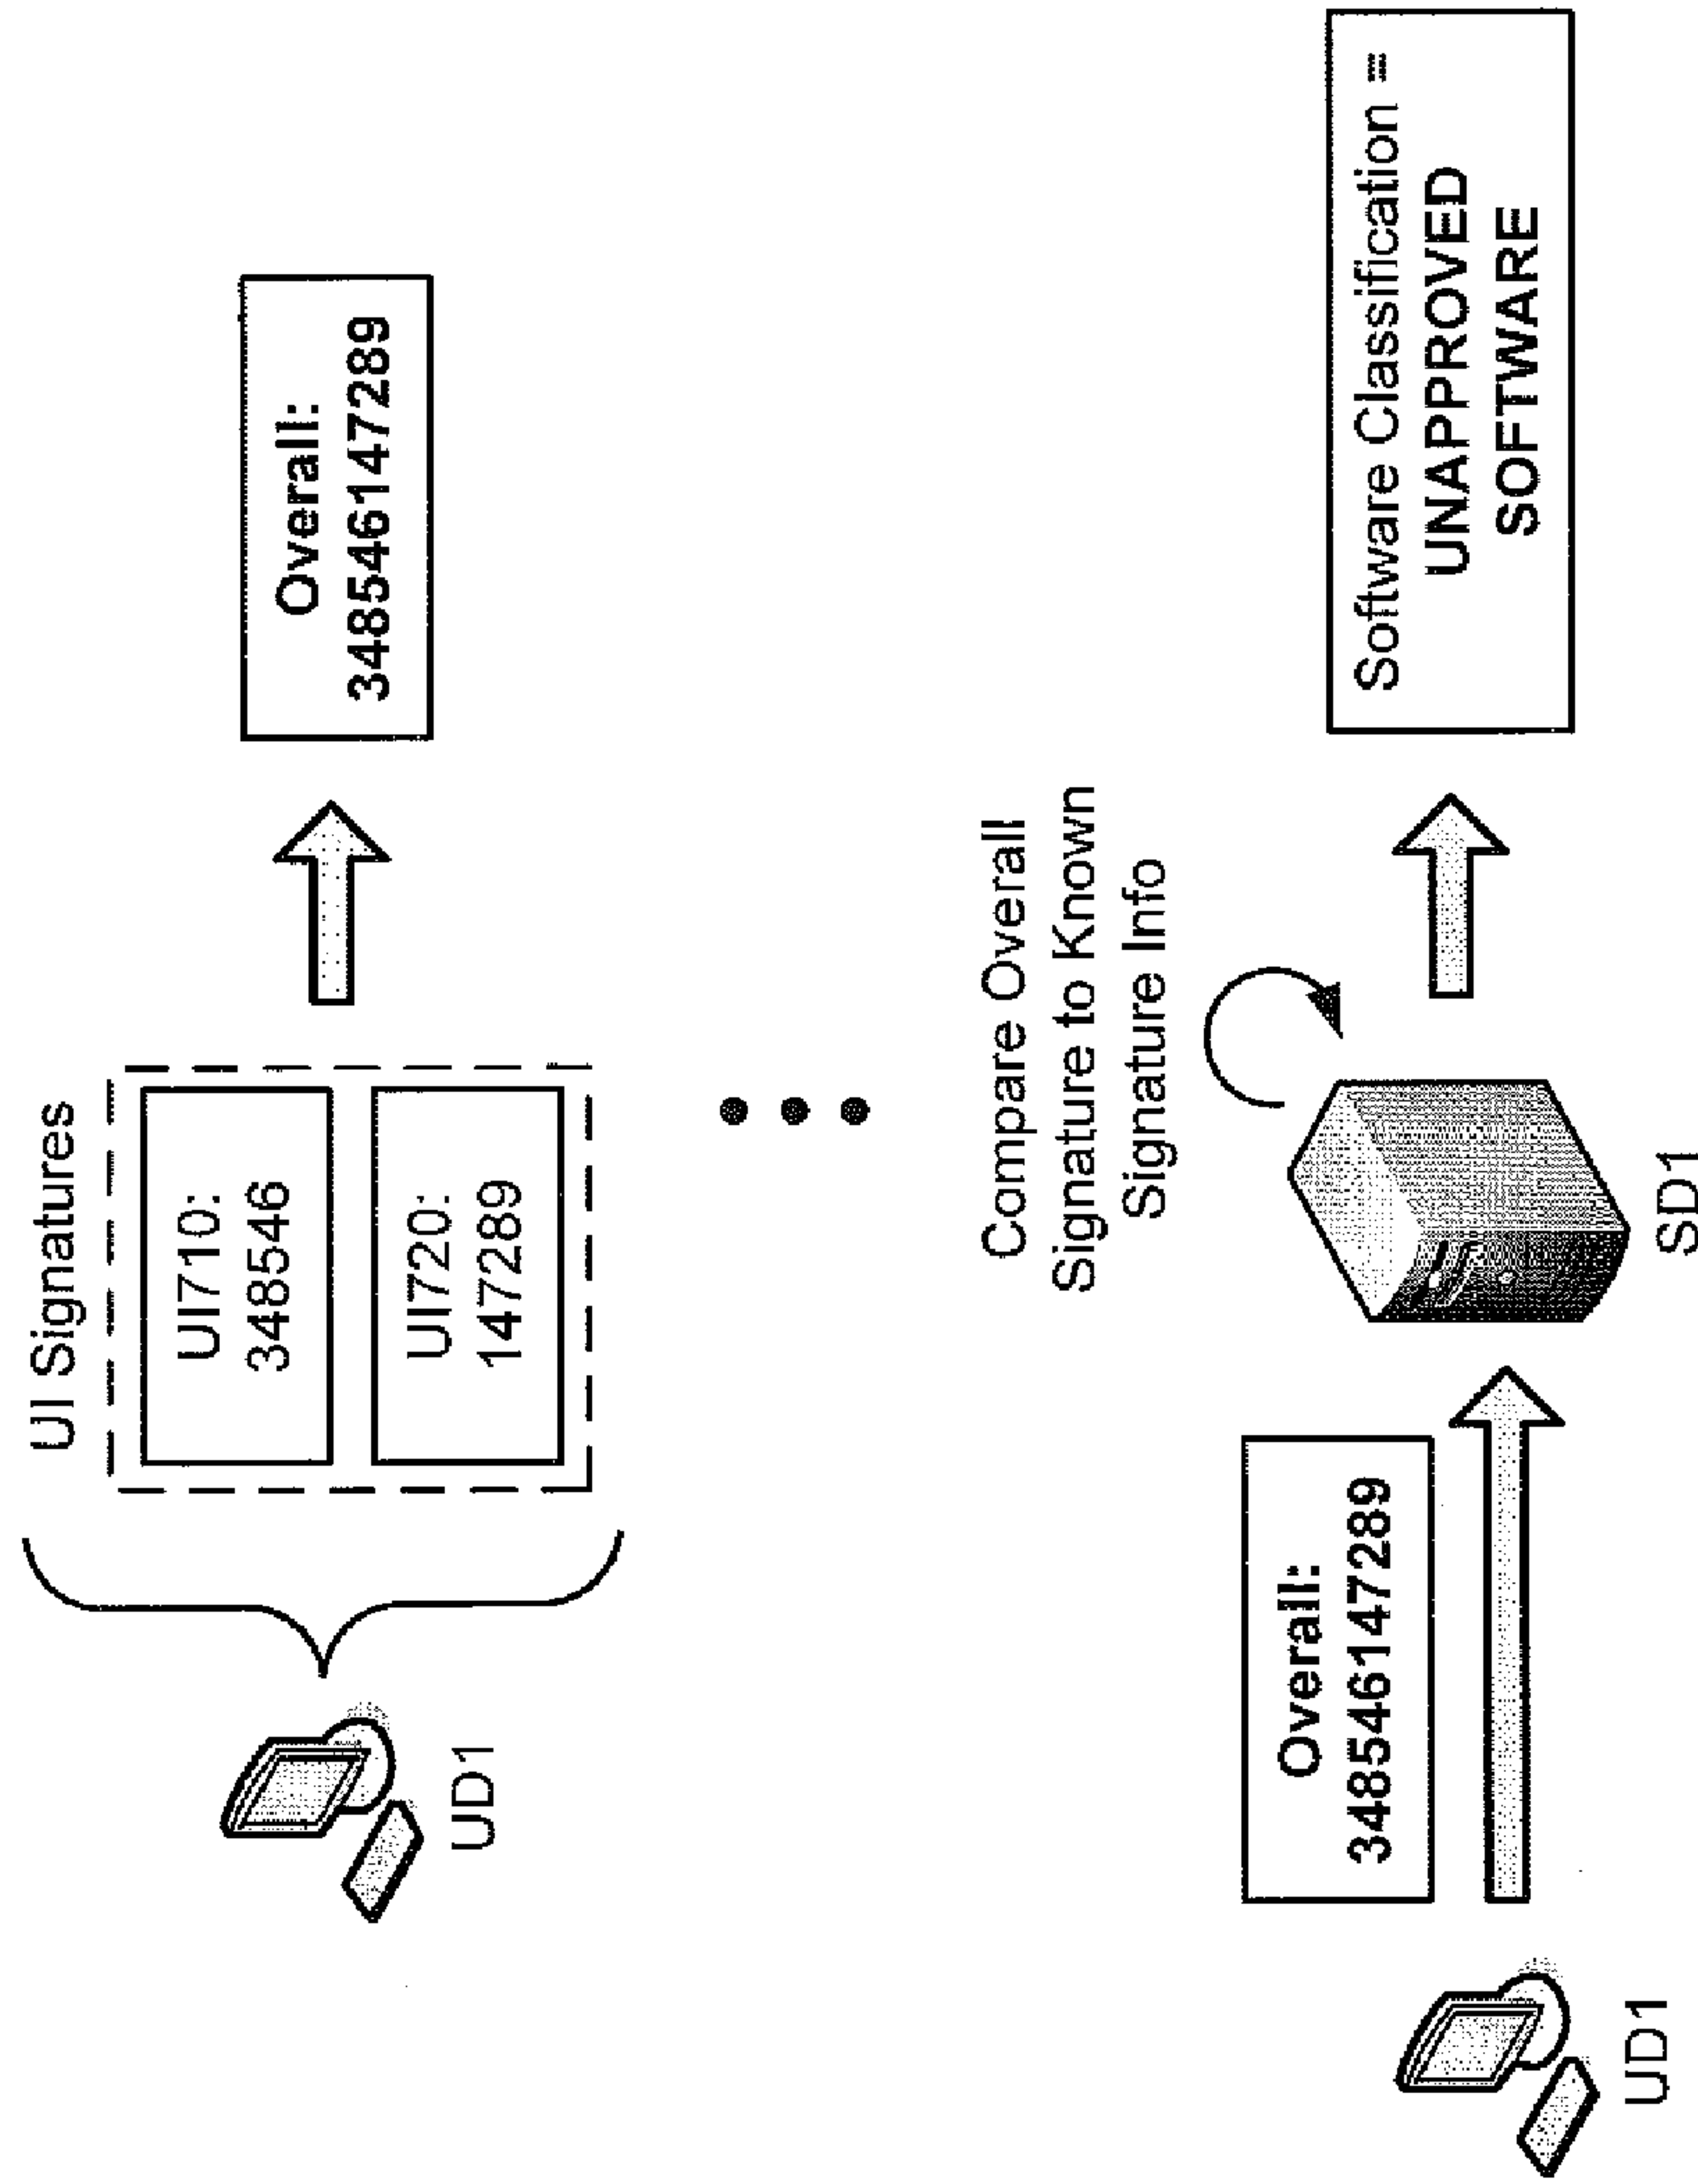 UI Signatures
UI710:
348546
UI720:
147289
UD1
Overall:
348546147289
Compare Overall
Signature to Known
Signature Info
Overall:
348546147289
UD1
SD1
Software Classification =
UNAPPROVED
SOFTWARE